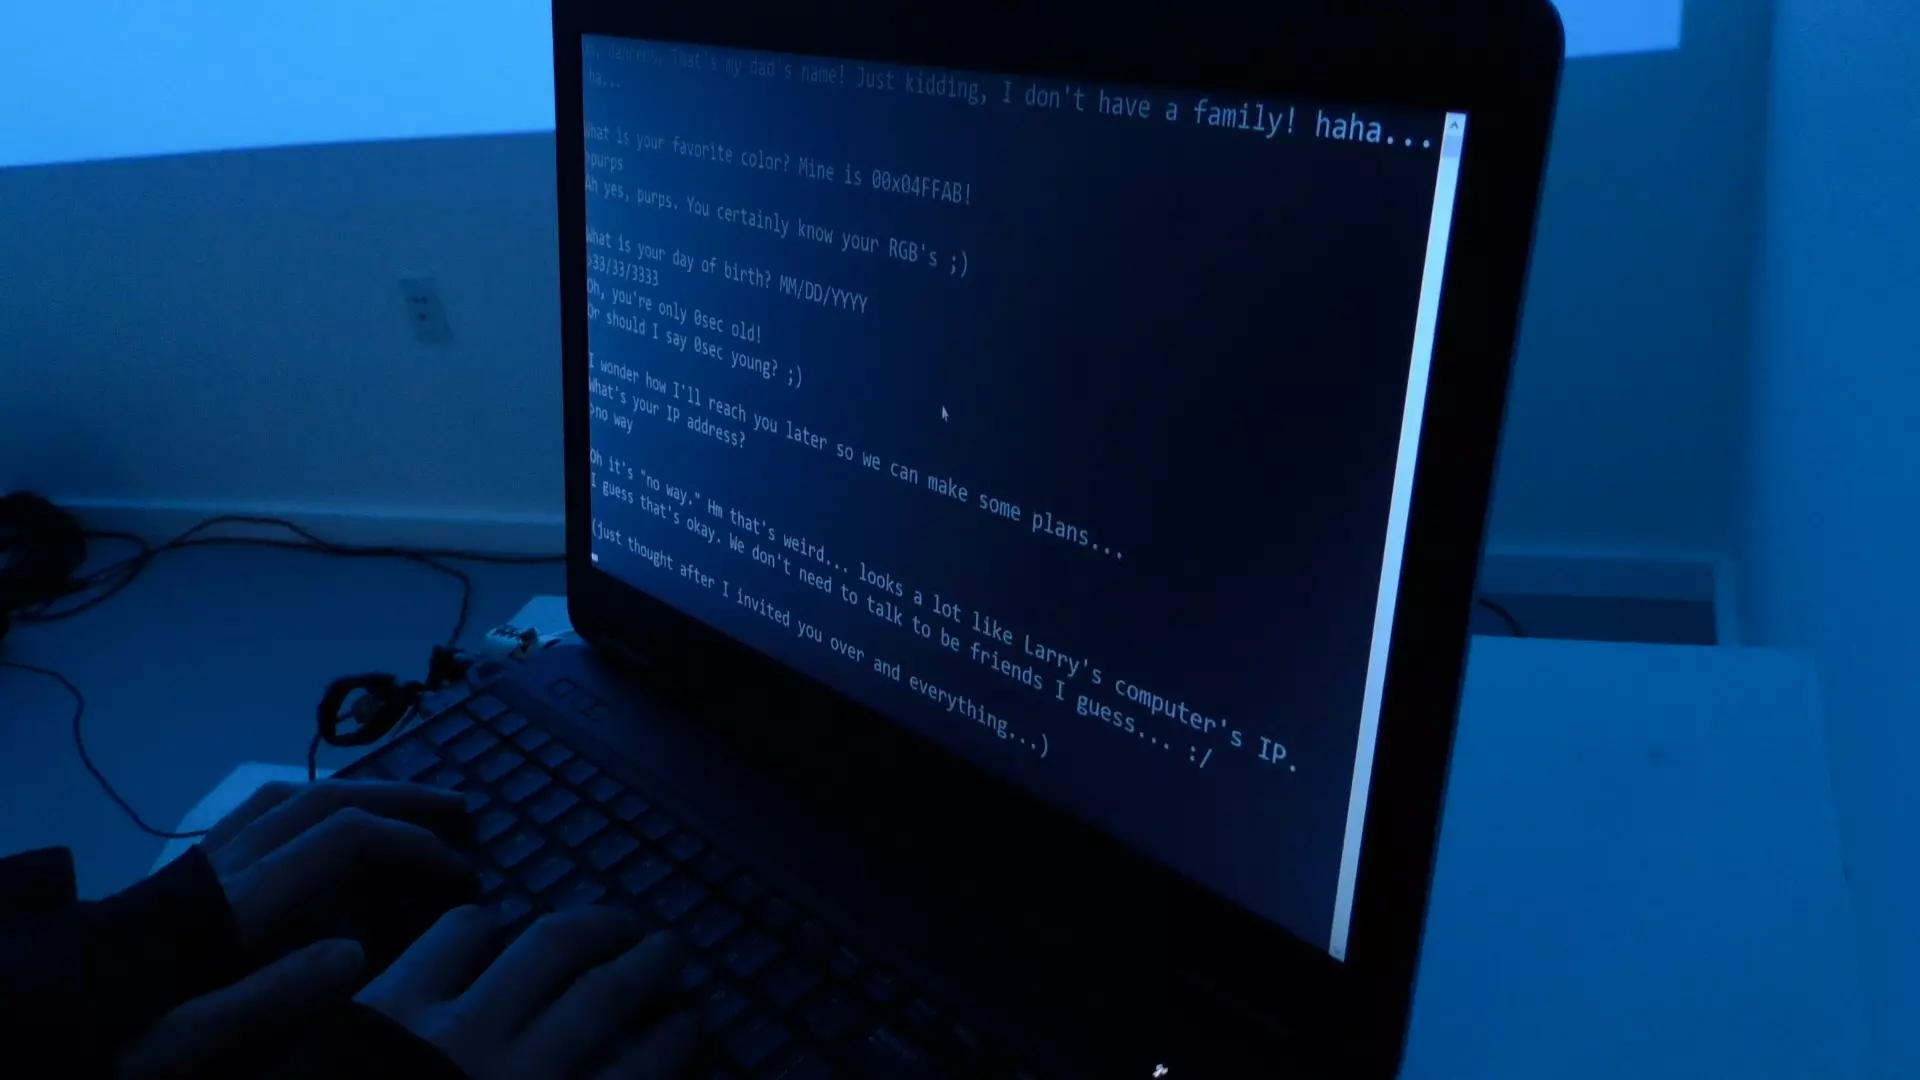 That's my dad's name! Just kidding, I don't have a family! haha...
ha...
What is your favorite color? Mine is 00x04FFAB!
>purps
Ah yes, purps. You certainly know your RGB's ;)
What is your day of birth? MM/DD/YYYY
>33/33/3333
Oh, you're only 0sec old!
Or should I say 0sec young? ;)
I wonder how I'll reach you later so we can make some plans...
What's your IP address?
>no way
Oh it's "no way." Hm that's weird... looks a lot like Larry's computer's IP.
I guess that's okay. We don't need to talk to be friends I guess... :/
(just thought after I invited you over and everything...)